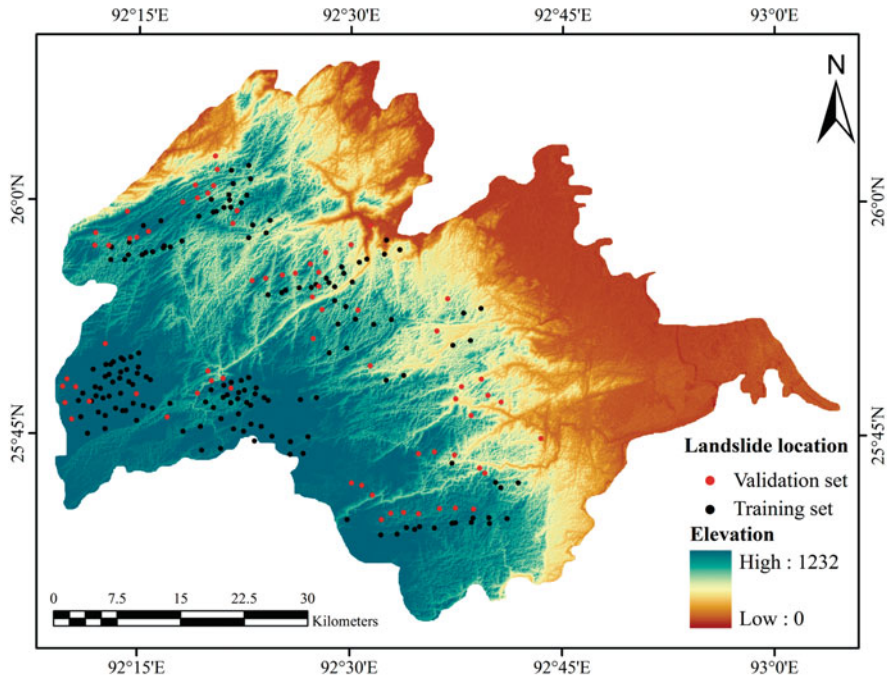 92°15'E 92°30'E 92°45'E 93°0'E
N
26°0'N 26°0'N
25°45'N 25°45'N
Landslide location
Validation set
Training set
Elevation
High : 1232
Low : 0
0 7.5 15 22.5 30
Kilometers
92°15'E 92°30'E 92°45'E 93°0'E